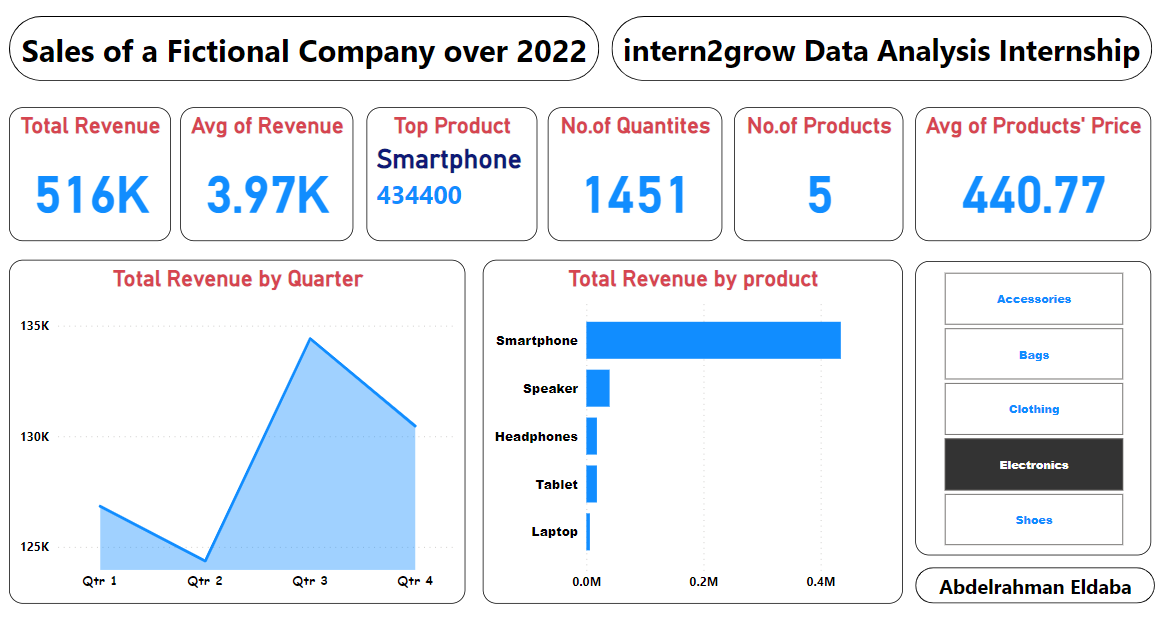 Sales of a Fictional Company over 2022
intern2grow Data Analysis Internship
Total Revenue
516K
Avg of Revenue
3.97K
Top Product
Smartphone
434400
No.of Quantites
1451
No.of Products
5
Avg of Products' Price
440.77
Total Revenue by Quarter
135K
130K
125K
Qtr 1 Qtr 2 Qtr 3 Qtr 4
Total Revenue by product
Smartphone
Speaker
Headphones
Tablet
Laptop
0.0M 0.2M 0.4M
Accessories
Bags
Clothing
Electronics
Shoes
Abdelrahman Eldaba